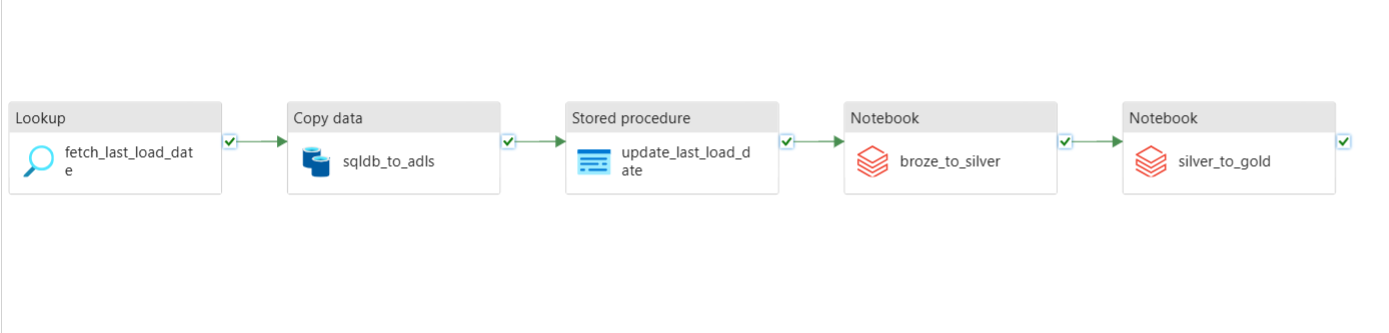 Lookup
fetch_last_load_dat
e
Copy data
sqldb_to_adls
Stored procedure
update_last_load_d
ate
Notebook
broze_to_silver
Notebook
silver_to_gold